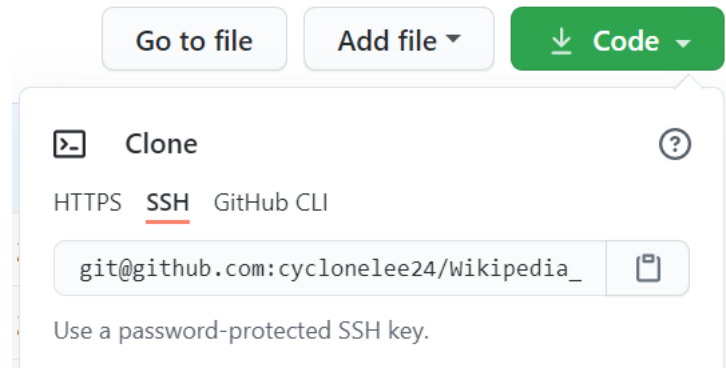 Go to file Add file Code
Clone
HTTPS SSH GitHub CLI
git@github.com:cyclonelee24/Wikipedia_
Use a password-protected SSH key.